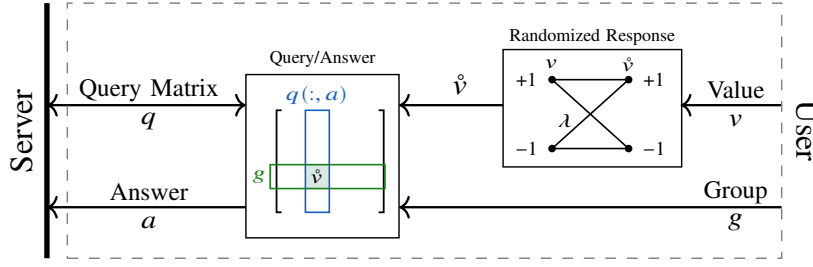 Server
Query Matrix
q
Answer
a
Query/Answer
q(:, a)
g
v̊
v̊
Randomized Response
v
v̊
+1
+1
λ
−1
−1
Value
v
Group
g
User